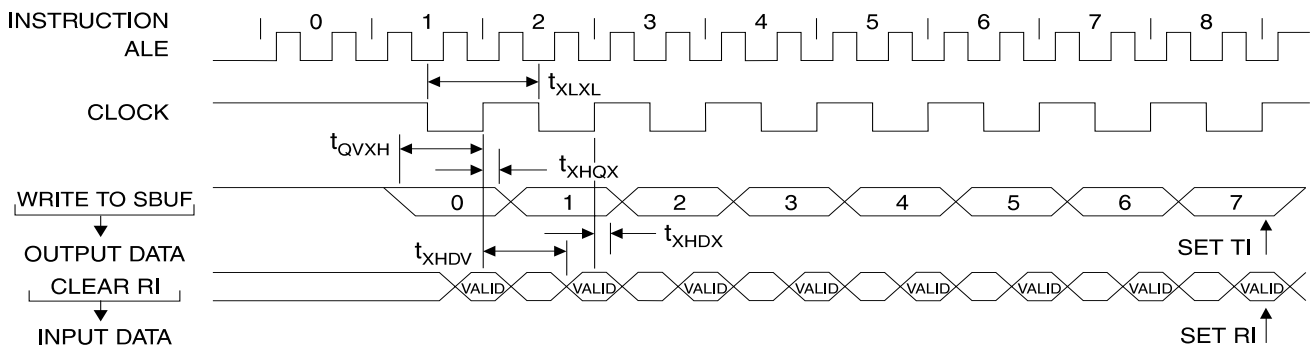 INSTRUCTION 0 1 2 3 4 5 6 7 8
ALE
tXLXL
CLOCK
tQVXH
tXHQX
WRITE TO SBUF 0 1 2 3 4 5 6 7
tXHDX
OUTPUT DATA tXHDV SET TI
CLEAR RI VALID VALID VALID VALID VALID VALID VALID VALID
INPUT DATA SET RI